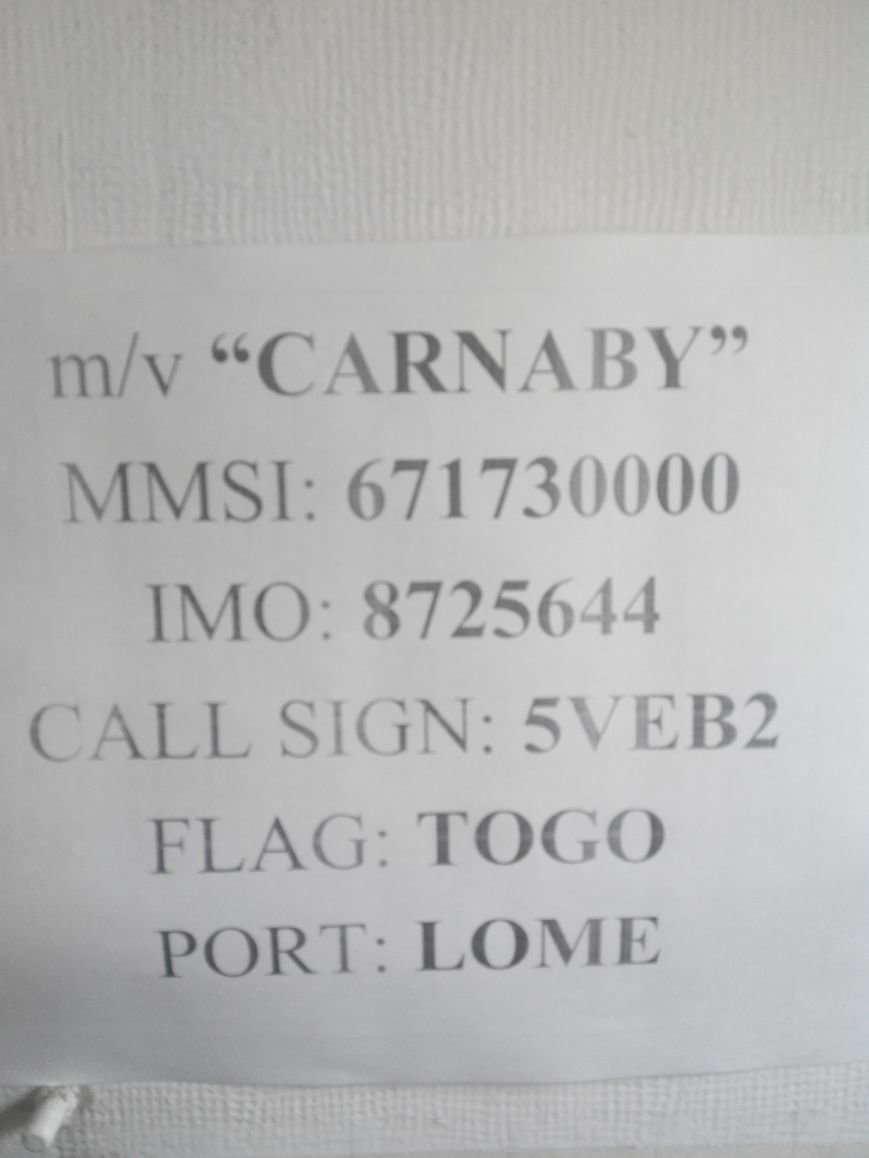 m/v “CARNABY”
MMSI: 671730000
IMO: 8725644
CALL SIGN: 5VEB2
FLAG: TOGO
PORT: LOME